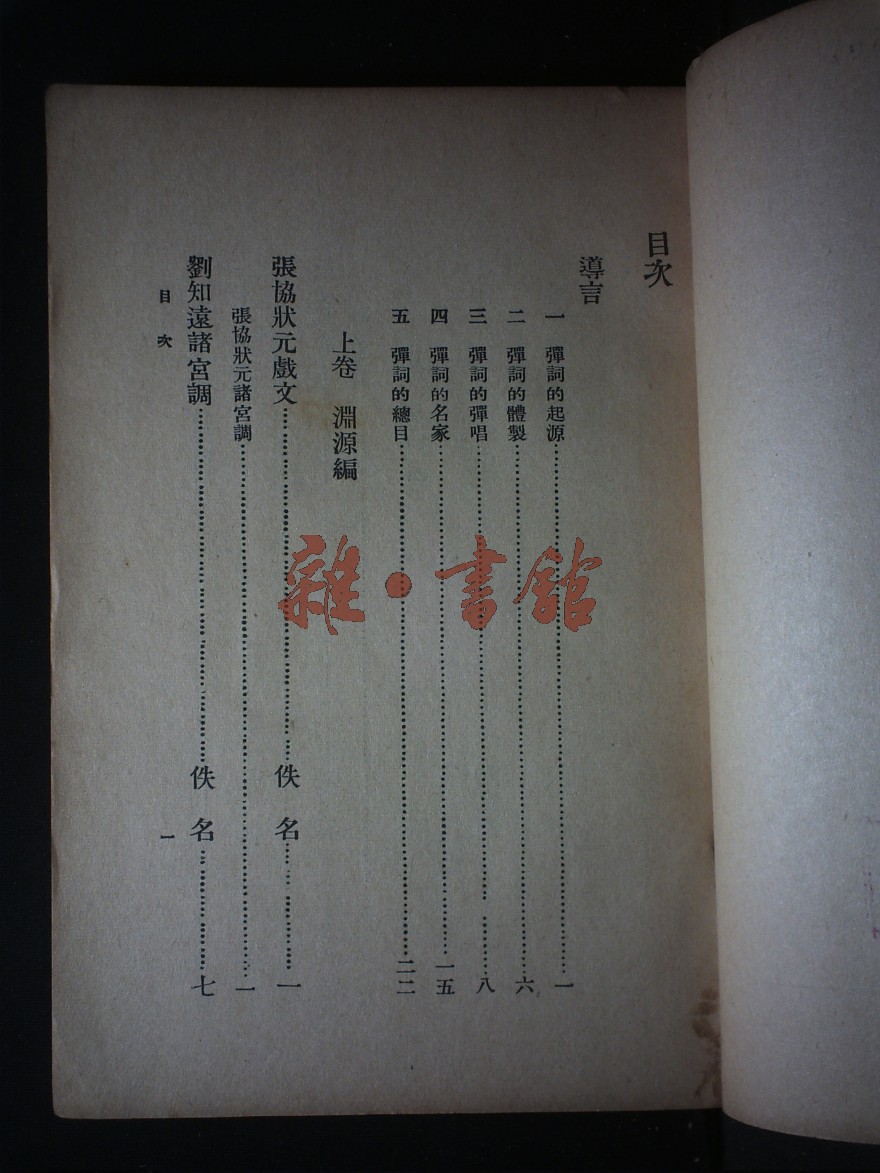 目次
導言
一 彈詞的起源……一
二 彈詞的體製……六
三 彈詞的彈唱……八
四 彈詞的名家……一五
五 彈詞的總目……二二
上卷 淵源編
張協狀元戲文……佚名……一
張協狀元諸宮調……一
劉知遠諸宮調……佚名……七
目次 一
雜·書館